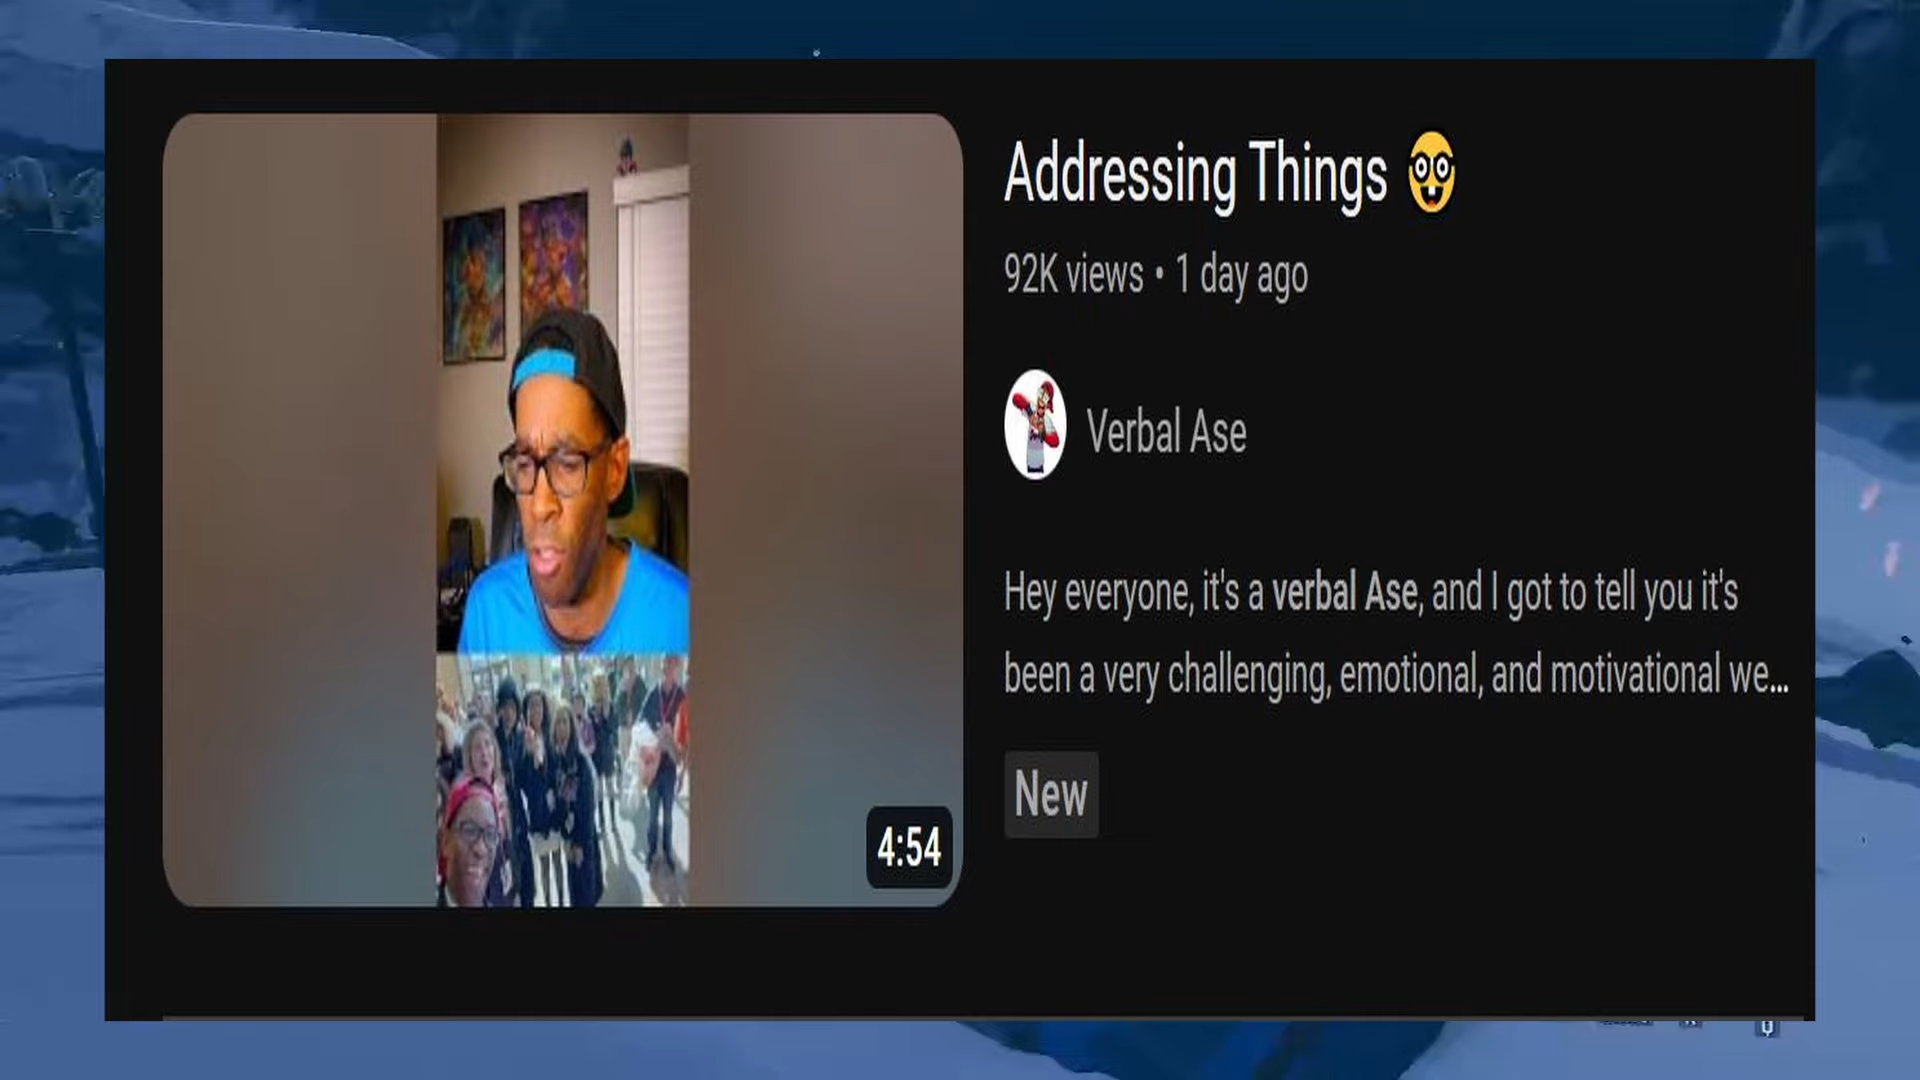 Addressing Things 🤓
92K views • 1 day ago
Verbal Ase
Hey everyone, it's a verbal Ase, and I got to tell you it's
been a very challenging, emotional, and motivational we...
New
4:54